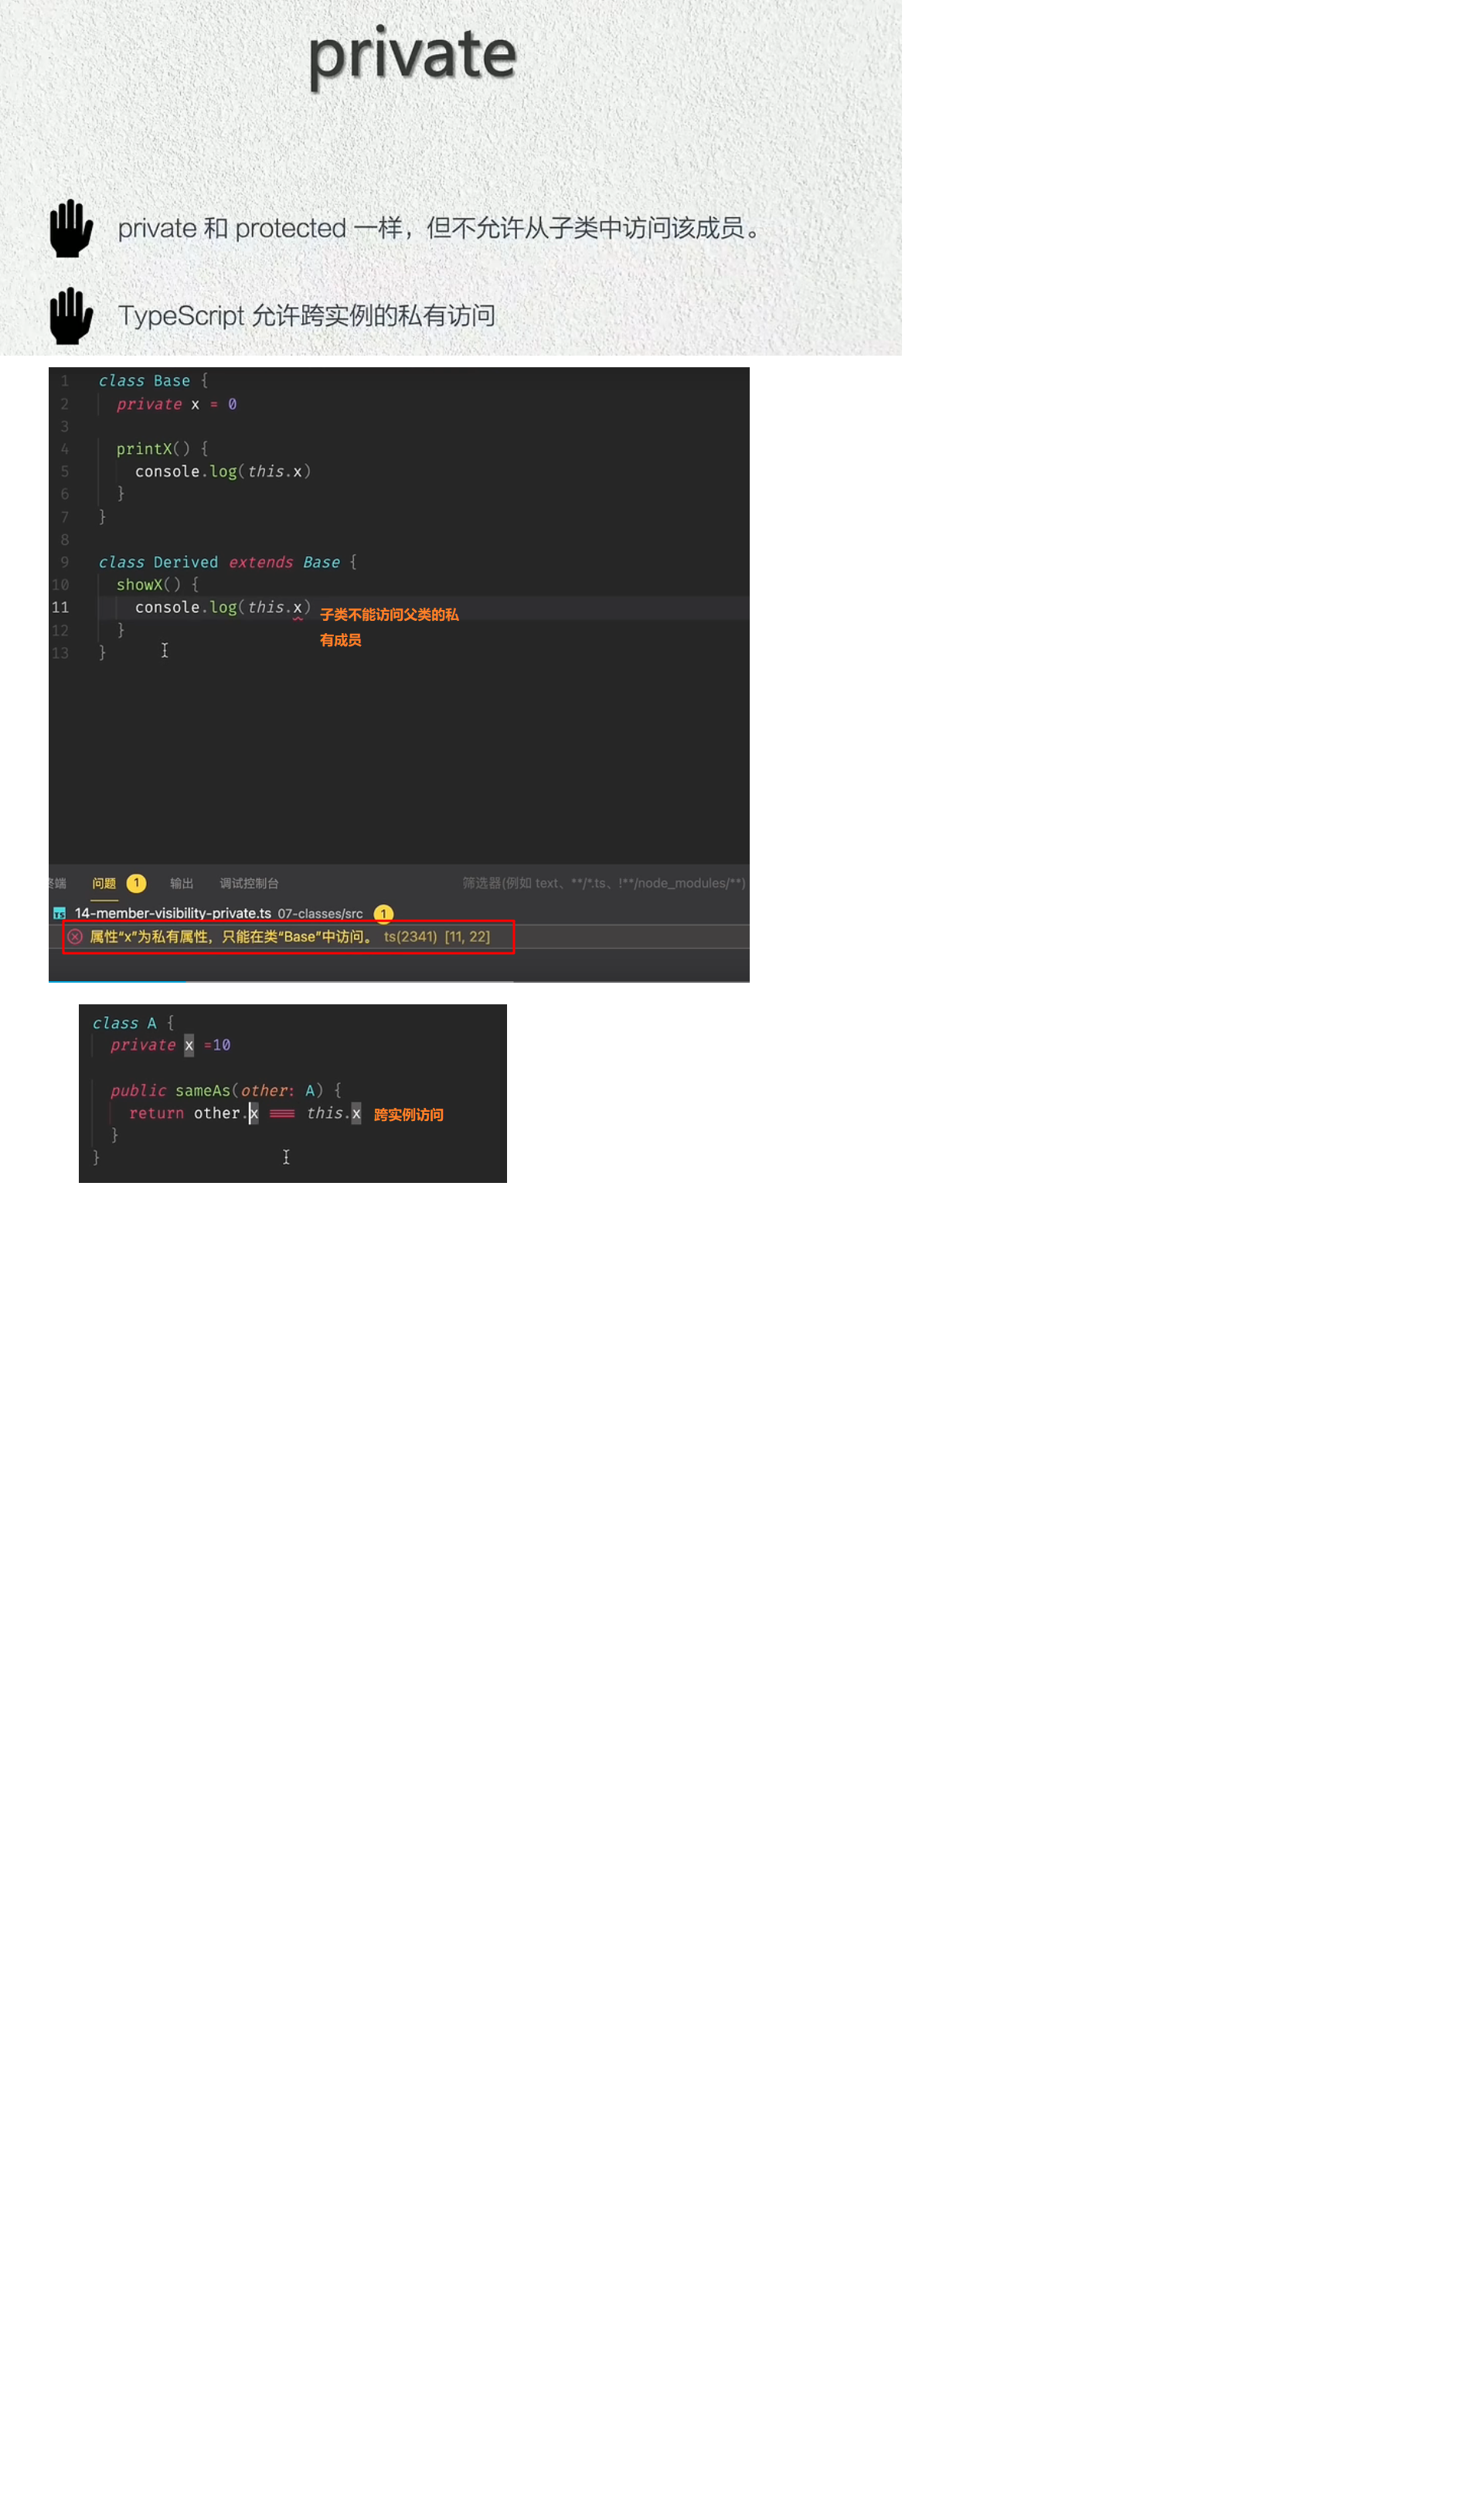 private
private 和 protected 一样，但不允许从子类中访问该成员。
TypeScript 允许跨实例的私有访问
1 class Base {
2 private x = 0
3
4 printX() {
5 console.log(this.x)
6 }
7 }
8
9 class Derived extends Base {
10 showX() {
11 console.log(this.x) 子类不能访问父类的私
有成员
12 }
13 }
终端 问题 1 输出 调试控制台 筛选器(例如 text、**/*.ts、!**/node_modules/**)
TS 14-member-visibility-private.ts 07-classes/src 1
属性“x”为私有属性，只能在类“Base”中访问。 ts(2341) [11, 22]
class A {
private x =10
public sameAs(other: A) {
return other.x === this.x 跨实例访问
}
}